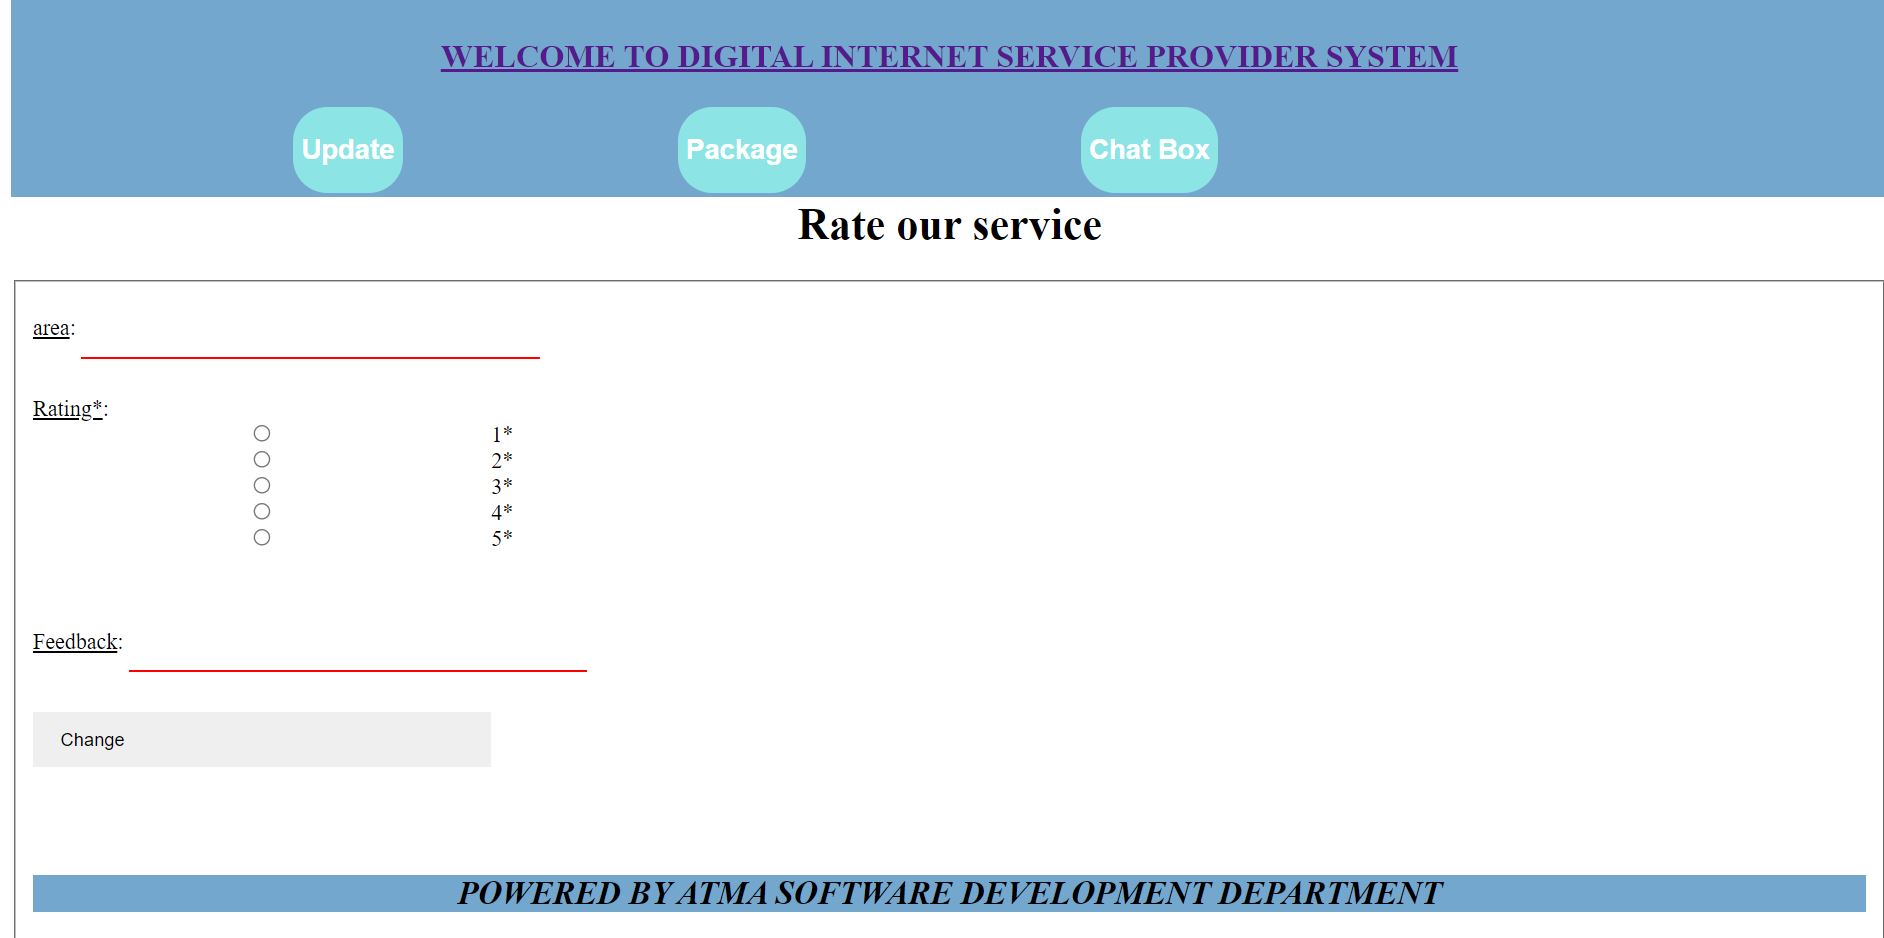 WELCOME TO DIGITAL INTERNET SERVICE PROVIDER SYSTEM
Update Package Chat Box
Rate our service
area:
Rating*:
1*
2*
3*
4*
5*
Feedback:
Change
POWERED BY ATMA SOFTWARE DEVELOPMENT DEPARTMENT